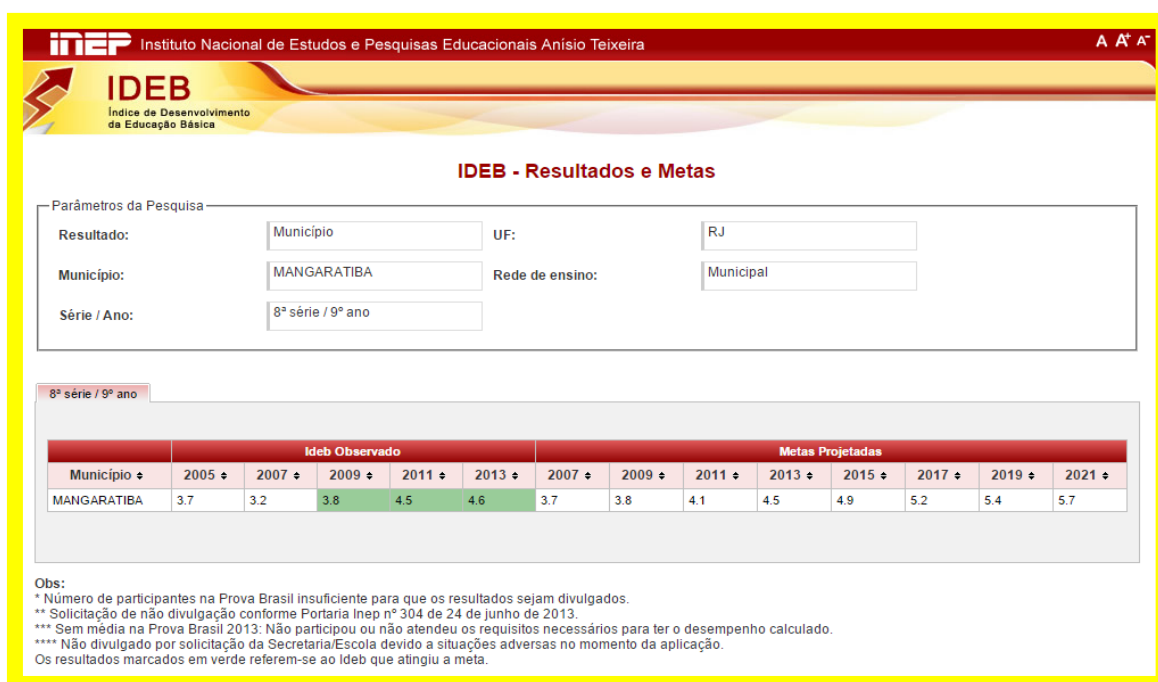 inep Instituto Nacional de Estudos e Pesquisas Educacionais Anísio Teixeira A A+ A-
IDEB
Índice de Desenvolvimento
da Educação Básica
IDEB - Resultados e Metas
Parâmetros da Pesquisa
Resultado: Município UF: RJ
Município: MANGARATIBA Rede de ensino: Municipal
Série / Ano: 8ª série / 9º ano
8ª série / 9º ano
Ideb Observado Metas Projetadas
Município 2005 2007 2009 2011 2013 2007 2009 2011 2013 2015 2017 2019 2021
MANGARATIBA 3.7 3.2 3.8 4.5 4.6 3.7 3.8 4.1 4.5 4.9 5.2 5.4 5.7
Obs:
* Número de participantes na Prova Brasil insuficiente para que os resultados sejam divulgados.
** Solicitação de não divulgação conforme Portaria Inep nº 304 de 24 de junho de 2013.
*** Sem média na Prova Brasil 2013: Não participou ou não atendeu os requisitos necessários para ter o desempenho calculado.
**** Não divulgado por solicitação da Secretaria/Escola devido a situações adversas no momento da aplicação.
Os resultados marcados em verde referem-se ao Ideb que atingiu a meta.